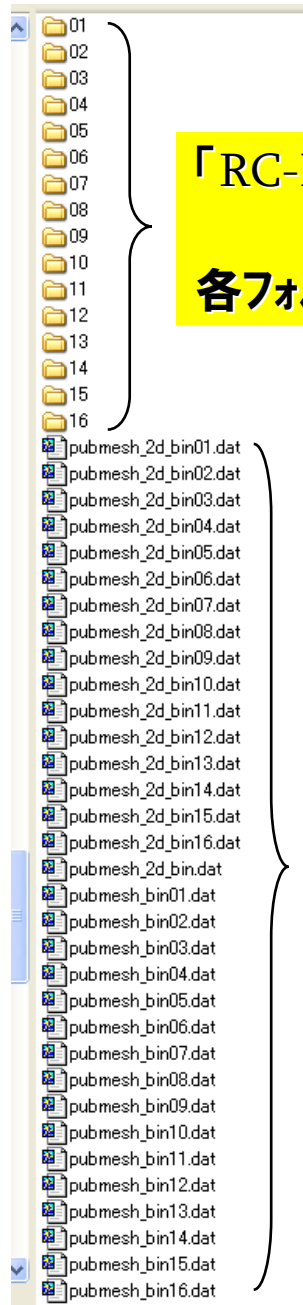 01
02
03
04
05
06
07
08
09
10
11
12
13
14
15
16
「RC-
各フォ
pubmesh_2d_bin01.dat
pubmesh_2d_bin02.dat
pubmesh_2d_bin03.dat
pubmesh_2d_bin04.dat
pubmesh_2d_bin05.dat
pubmesh_2d_bin06.dat
pubmesh_2d_bin07.dat
pubmesh_2d_bin08.dat
pubmesh_2d_bin09.dat
pubmesh_2d_bin10.dat
pubmesh_2d_bin11.dat
pubmesh_2d_bin12.dat
pubmesh_2d_bin13.dat
pubmesh_2d_bin14.dat
pubmesh_2d_bin15.dat
pubmesh_2d_bin16.dat
pubmesh_2d_bin.dat
pubmesh_bin01.dat
pubmesh_bin02.dat
pubmesh_bin03.dat
pubmesh_bin04.dat
pubmesh_bin05.dat
pubmesh_bin06.dat
pubmesh_bin07.dat
pubmesh_bin08.dat
pubmesh_bin09.dat
pubmesh_bin10.dat
pubmesh_bin11.dat
pubmesh_bin12.dat
pubmesh_bin13.dat
pubmesh_bin14.dat
pubmesh_bin15.dat
pubmesh_bin16.dat